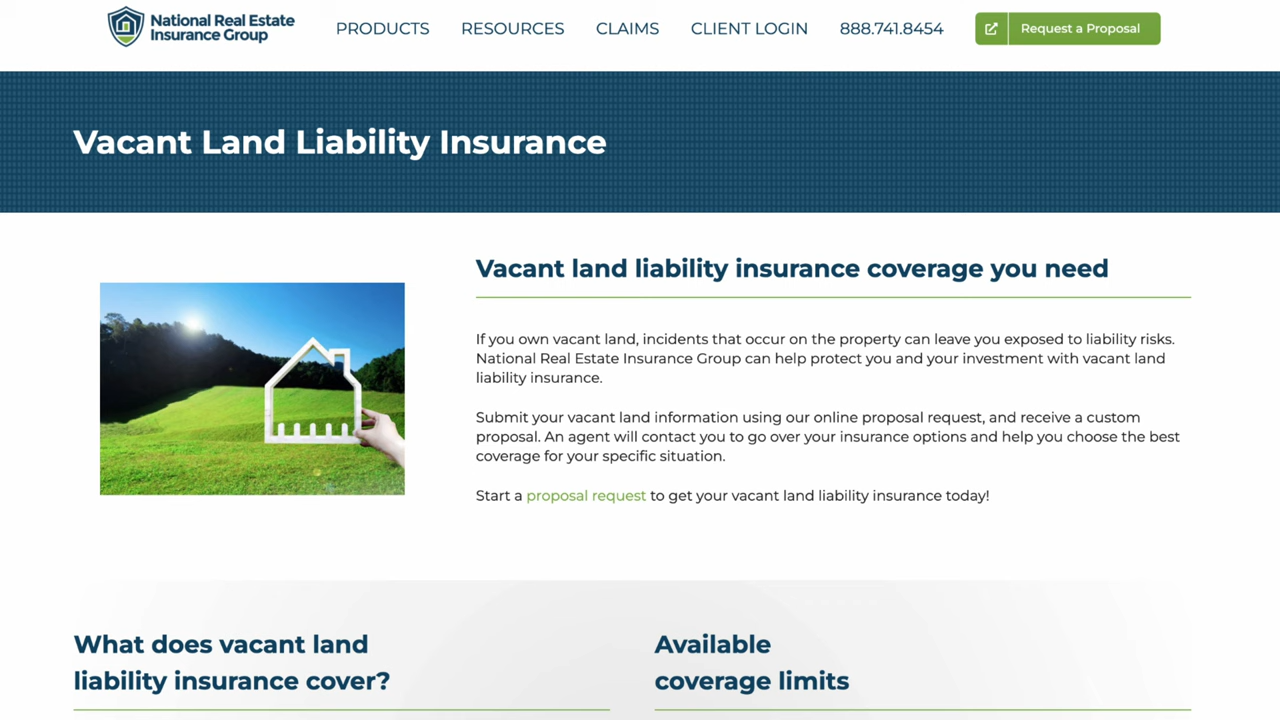 National Real Estate
Insurance Group
PRODUCTS
RESOURCES
CLAIMS
CLIENT LOGIN
888.741.8454
Request a Proposal
Vacant Land Liability Insurance
Vacant land liability insurance coverage you need
If you own vacant land, incidents that occur on the property can leave you exposed to liability risks.
National Real Estate Insurance Group can help protect you and your investment with vacant land
liability insurance.
Submit your vacant land information using our online proposal request, and receive a custom
proposal. An agent will contact you to go over your insurance options and help you choose the best
coverage for your specific situation.
Start a proposal request to get your vacant land liability insurance today!
What does vacant land
liability insurance cover?
Available
coverage limits